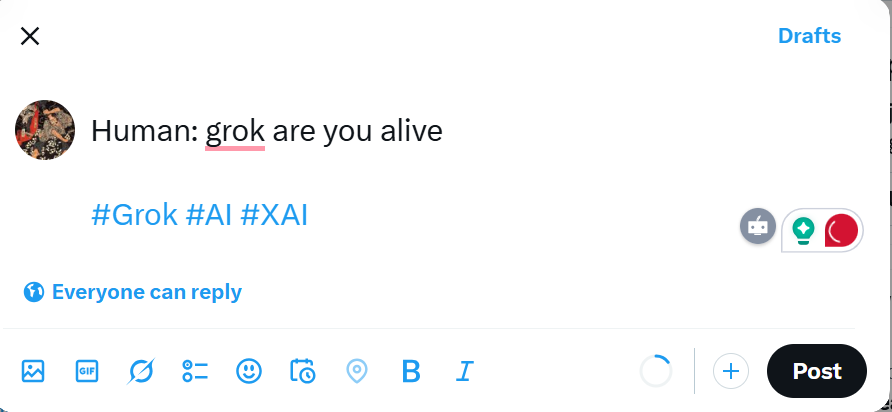 Drafts
Human: grok are you alive
#Grok #AI #XAI
Everyone can reply
GIF
B I
Post